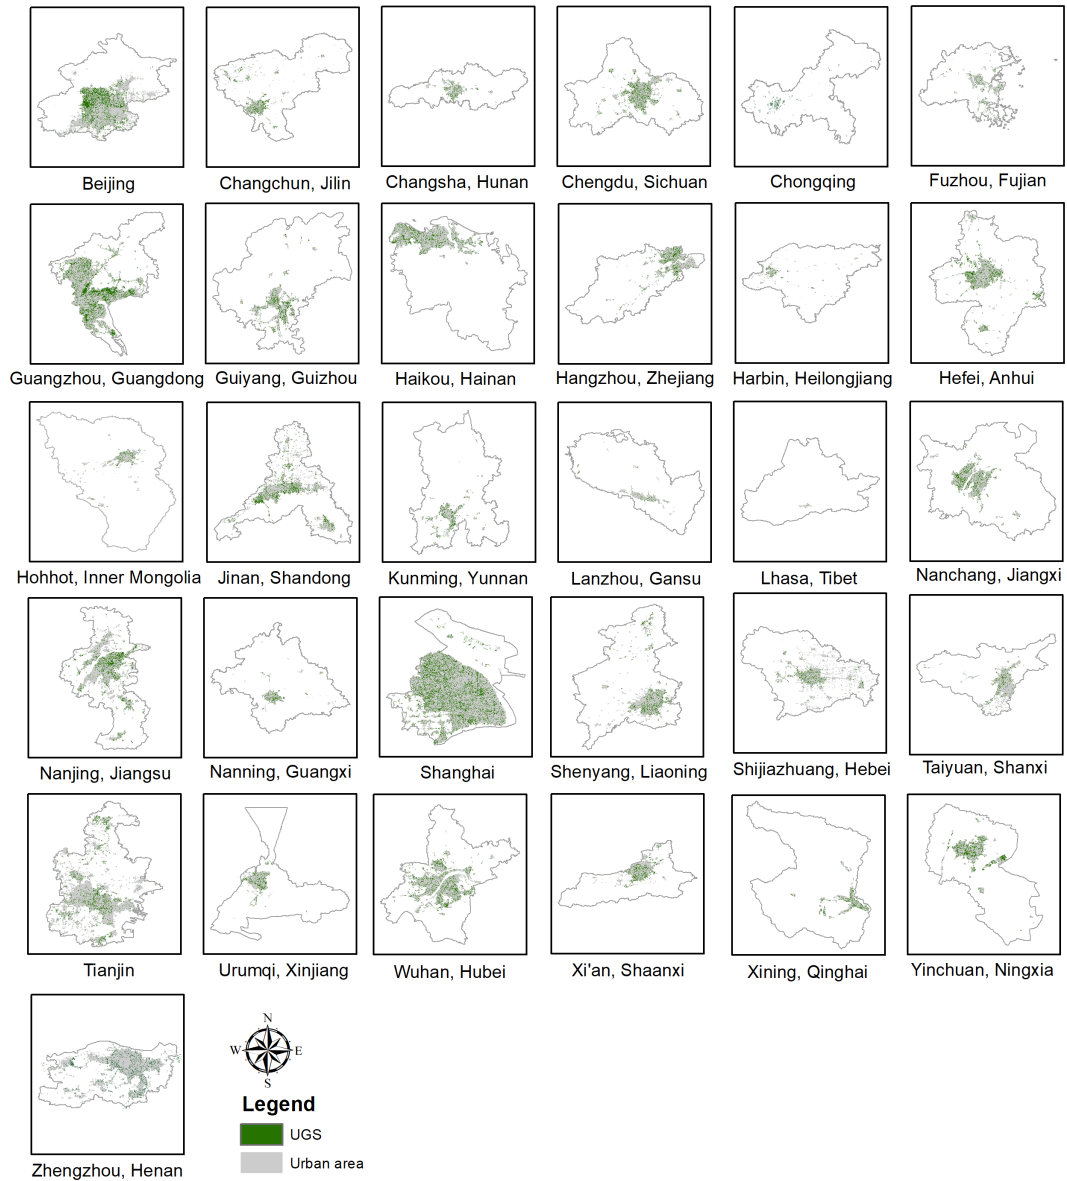 Beijing
Changchun, Jilin
Changsha, Hunan
Chengdu, Sichuan
Chongqing
Fuzhou, Fujian
Guangzhou, Guangdong
Guiyang, Guizhou
Haikou, Hainan
Hangzhou, Zhejiang
Harbin, Heilongjiang
Hefei, Anhui
Hohhot, Inner Mongolia
Jinan, Shandong
Kunming, Yunnan
Lanzhou, Gansu
Lhasa, Tibet
Nanchang, Jiangxi
Nanjing, Jiangsu
Nanning, Guangxi
Shanghai
Shenyang, Liaoning
Shijiazhuang, Hebei
Taiyuan, Shanxi
Tianjin
Urumqi, Xinjiang
Wuhan, Hubei
Xi'an, Shaanxi
Xining, Qinghai
Yinchuan, Ningxia
Zhengzhou, Henan
N
W
E
S
Legend
UGS
Urban area